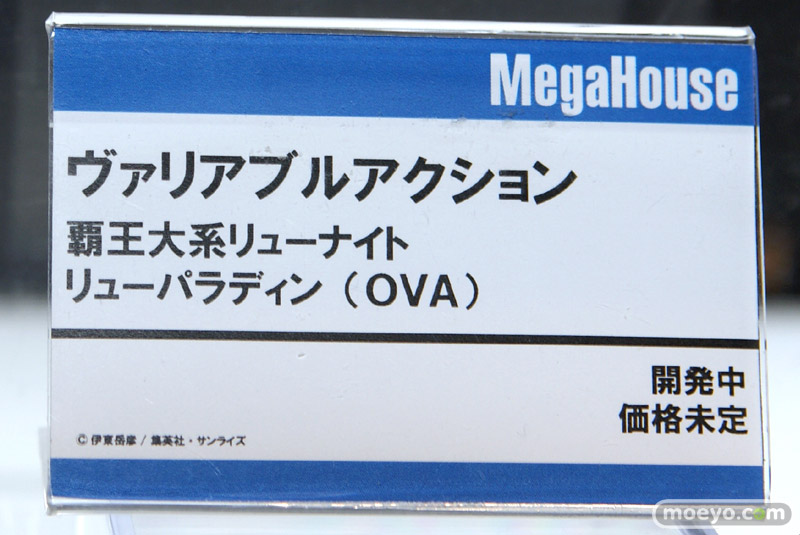 MegaHouse
ヴァリアブルアクション
覇王大系リューナイト
リューパラディン（OVA）
開発中
価格未定
© 伊東岳彦 / 集英社・サンライズ
moeyo.com